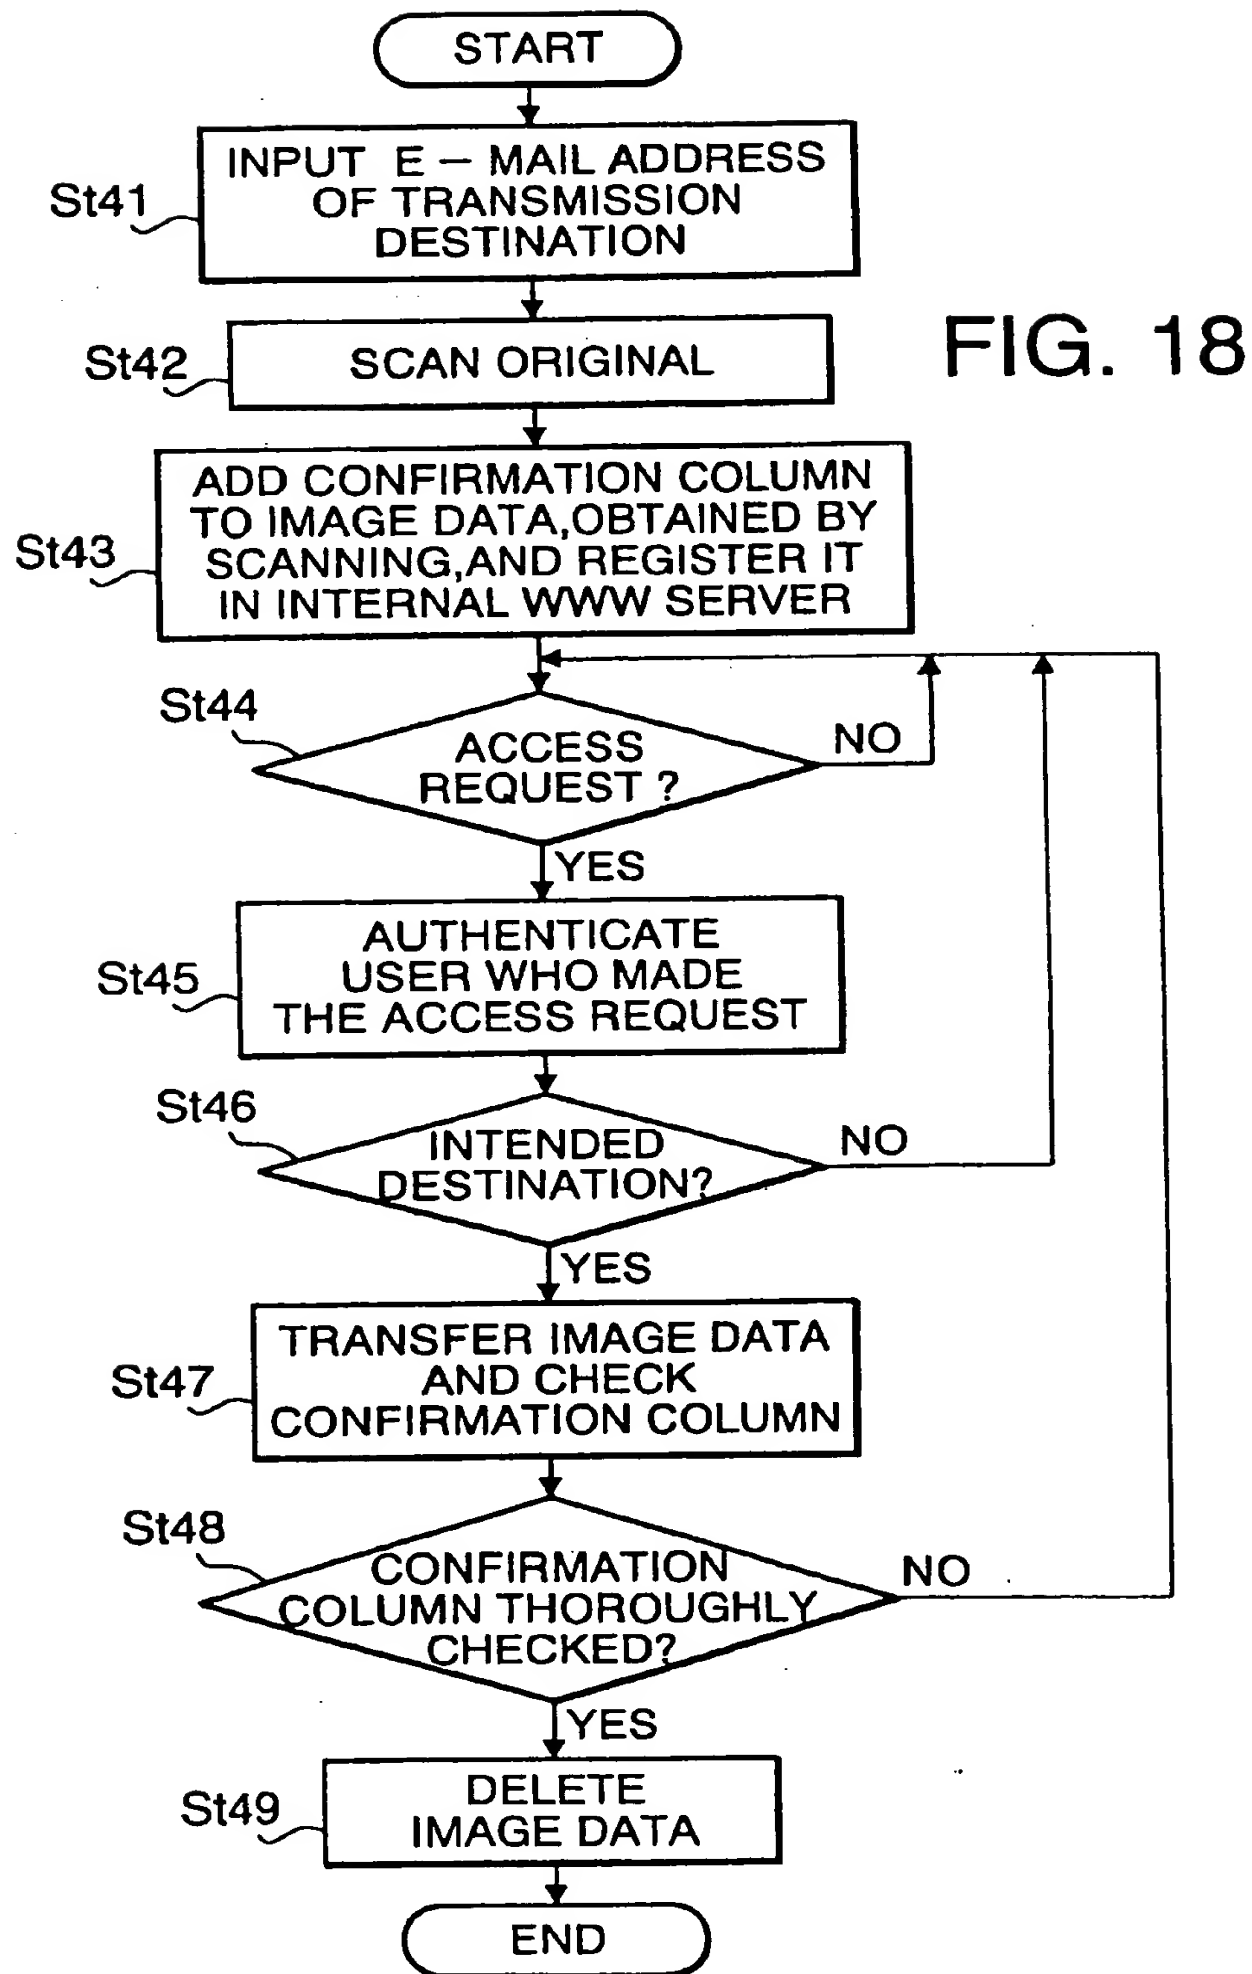 START
INPUT E – MAIL ADDRESS
OF TRANSMISSION
DESTINATION
St41
FIG. 18
SCAN ORIGINAL
St42
ADD CONFIRMATION COLUMN
TO IMAGE DATA,OBTAINED BY
SCANNING,AND REGISTER IT
IN INTERNAL WWW SERVER
St43
St44
ACCESS
REQUEST ?
NO
YES
AUTHENTICATE
USER WHO MADE
THE ACCESS REQUEST
St45
St46
INTENDED
DESTINATION?
NO
YES
TRANSFER IMAGE DATA
AND CHECK
CONFIRMATION COLUMN
St47
St48
CONFIRMATION
COLUMN THOROUGHLY
CHECKED?
NO
YES
DELETE
IMAGE DATA
St49
END